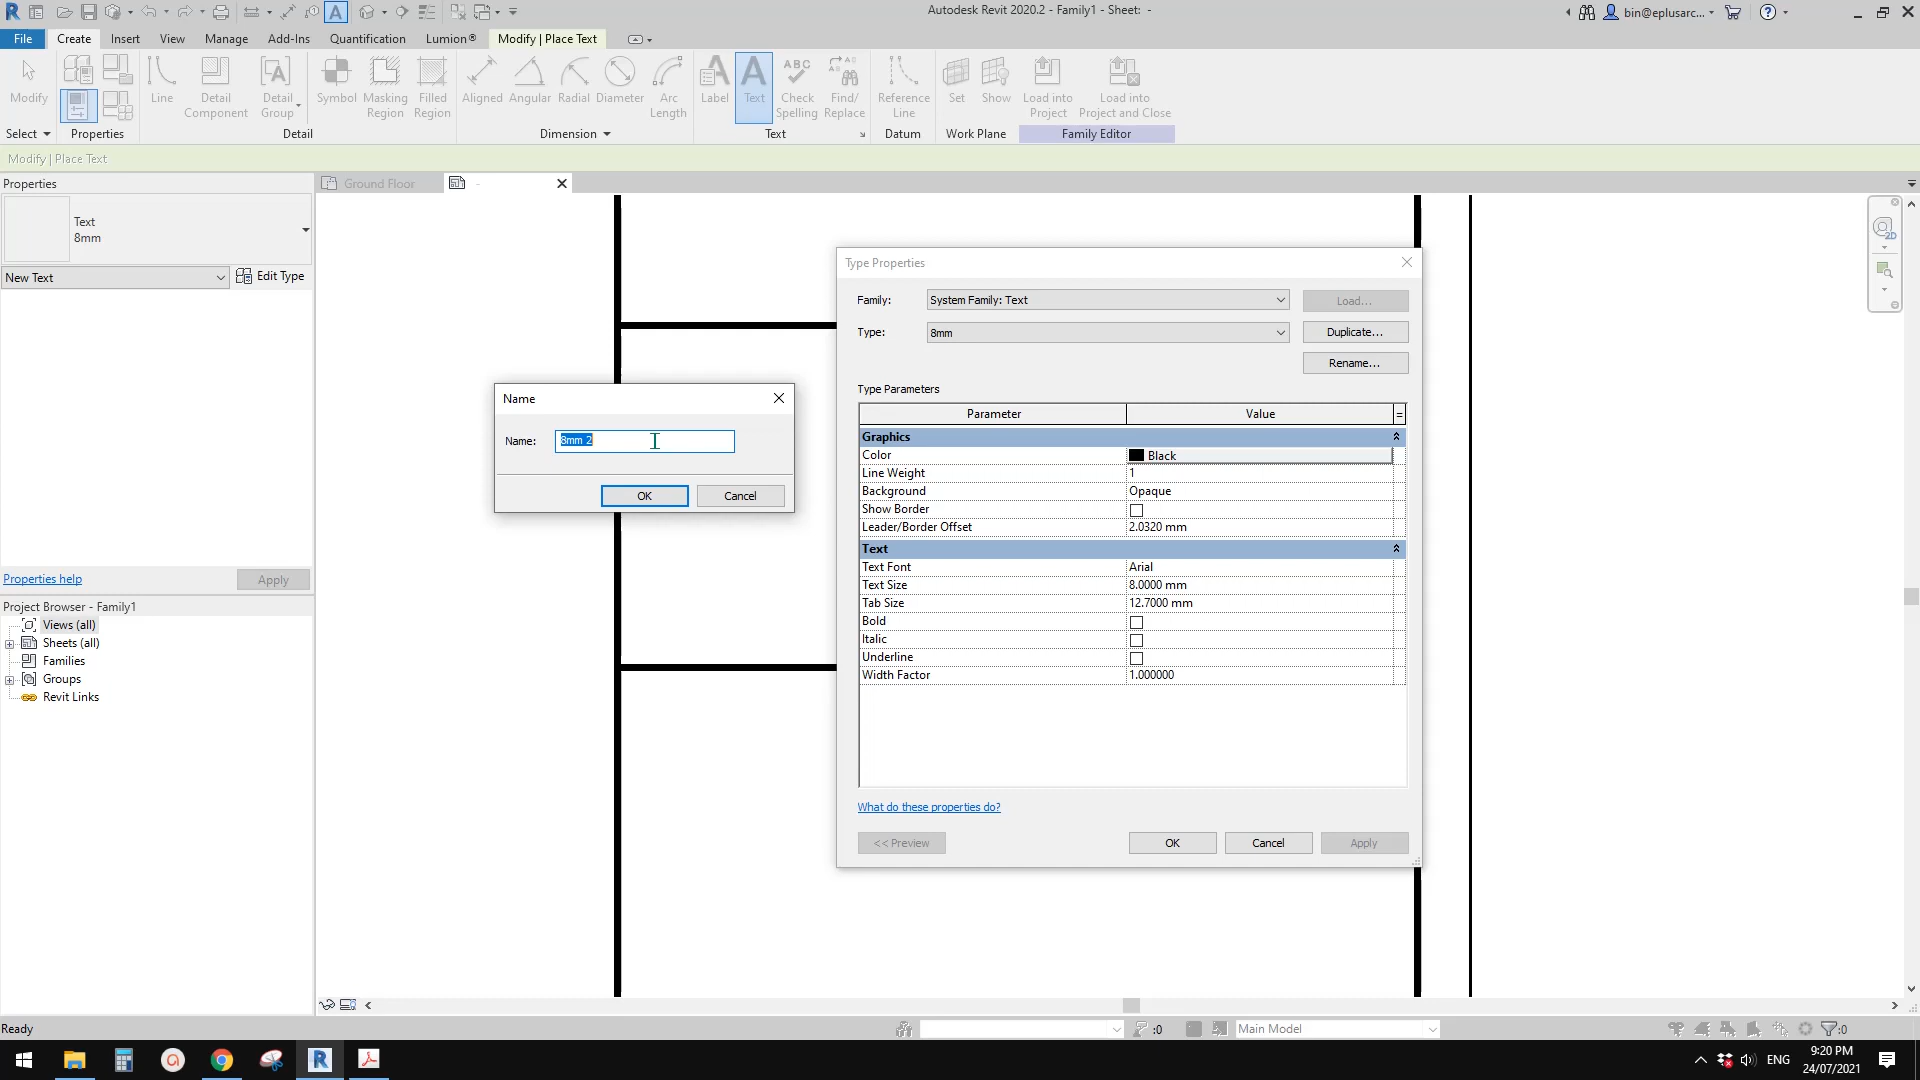 Autodesk Revit 2020.2 - Family1 - Sheet: -
bin@eplusarc...
File Create Insert View Manage Add-Ins Quantification Lumion® Modify | Place Text
Modify
Line
Detail Component
Detail Group
Symbol
Masking Region
Filled Region
Aligned
Angular
Radial
Diameter
Arc Length
Label
Text
ABC
Check Spelling
Find/ Replace
Reference Line
Set
Show
Load into Project
Load into Project and Close
Select Properties Detail Dimension Text Datum Work Plane Family Editor
Modify | Place Text
Properties
Ground Floor
-
Text
8mm
New Text
Edit Type
Properties help
Apply
Project Browser - Family1
Views (all)
Sheets (all)
Families
Groups
Revit Links
Name
Name: 8mm 2
OK Cancel
Type Properties
Family: System Family: Text Load...
Type: 8mm Duplicate...
Rename...
Type Parameters
Parameter Value =
Graphics
Color Black
Line Weight 1
Background Opaque
Show Border
Leader/Border Offset 2.0320 mm
Text
Text Font Arial
Text Size 8.0000 mm
Tab Size 12.7000 mm
Bold
Italic
Underline
Width Factor 1.000000
What do these properties do?
<< Preview OK Cancel Apply
2D
Ready
:0
Main Model
:0
ENG
9:20 PM
24/07/2021